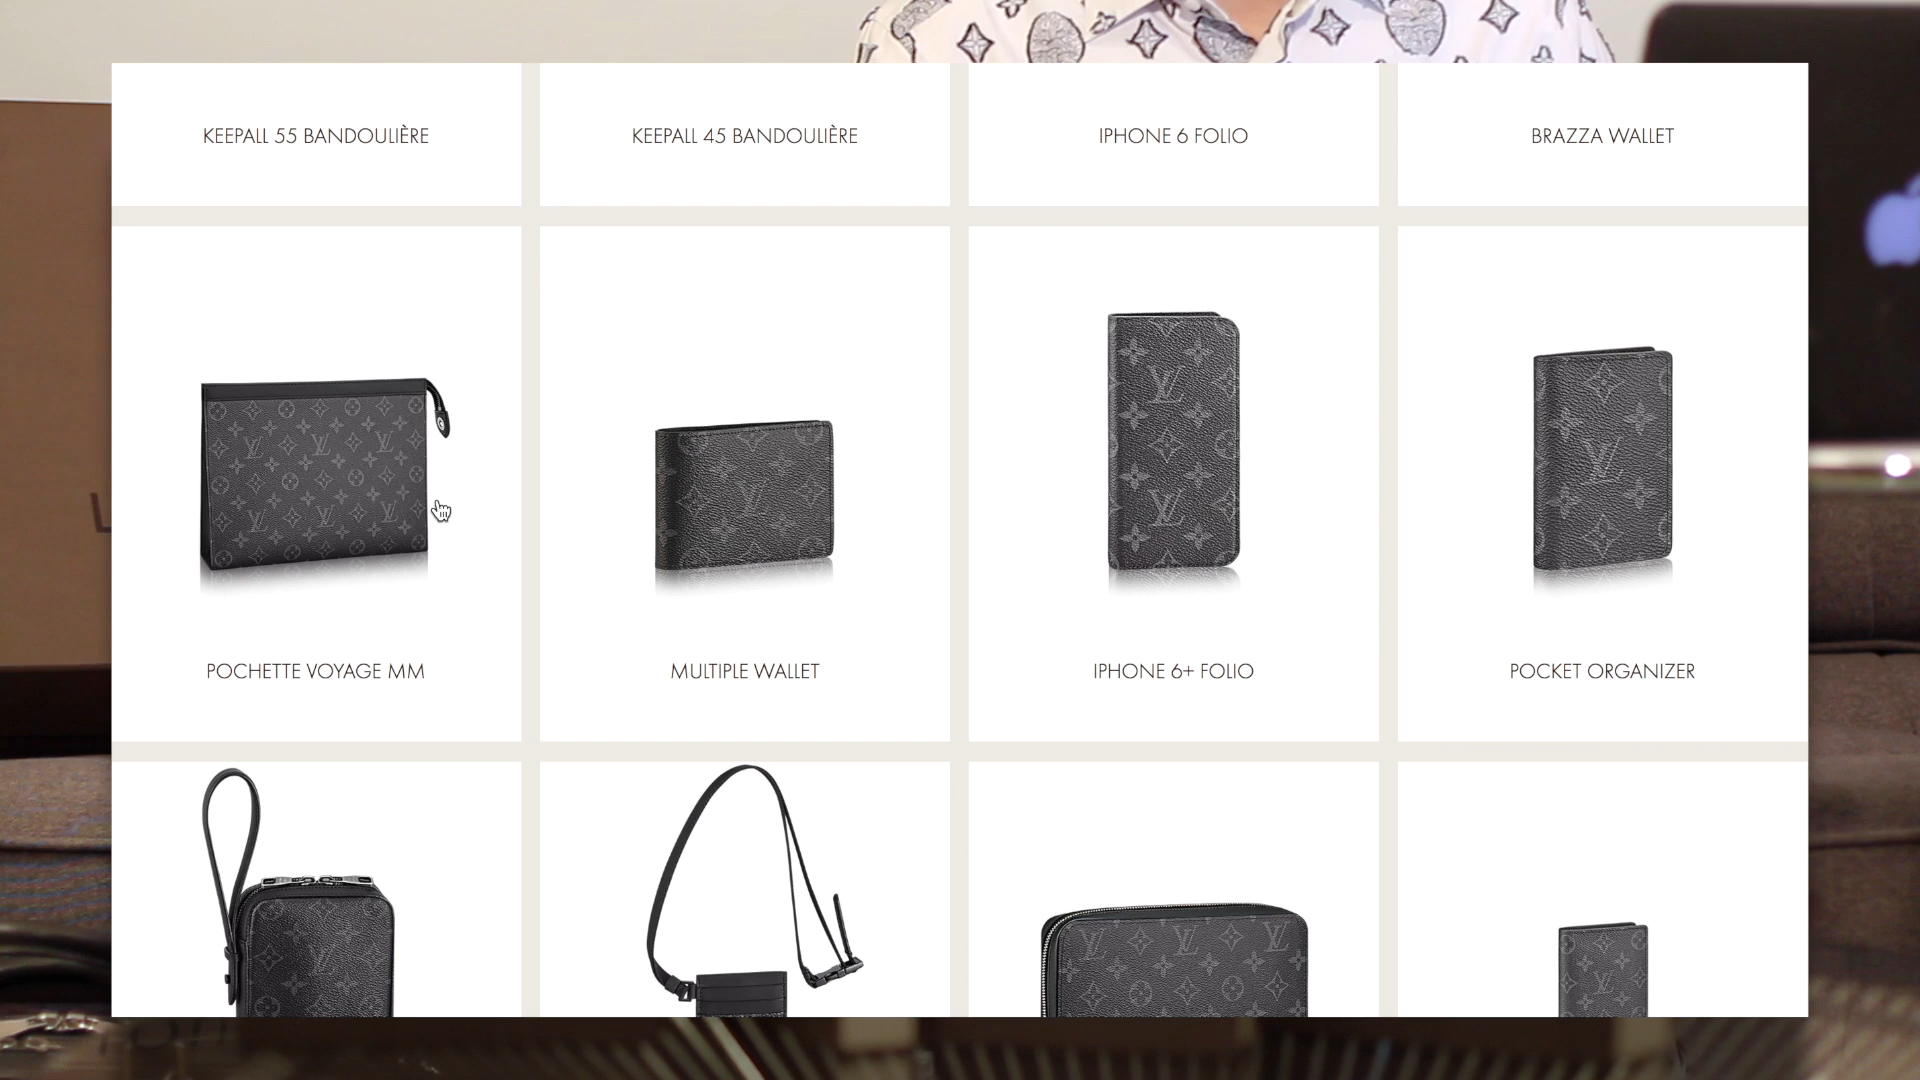 KEEPALL 55 BANDOULIÈRE
KEEPALL 45 BANDOULIÈRE
IPHONE 6 FOLIO
BRAZZA WALLET
POCHETTE VOYAGE MM
MULTIPLE WALLET
IPHONE 6+ FOLIO
POCKET ORGANIZER